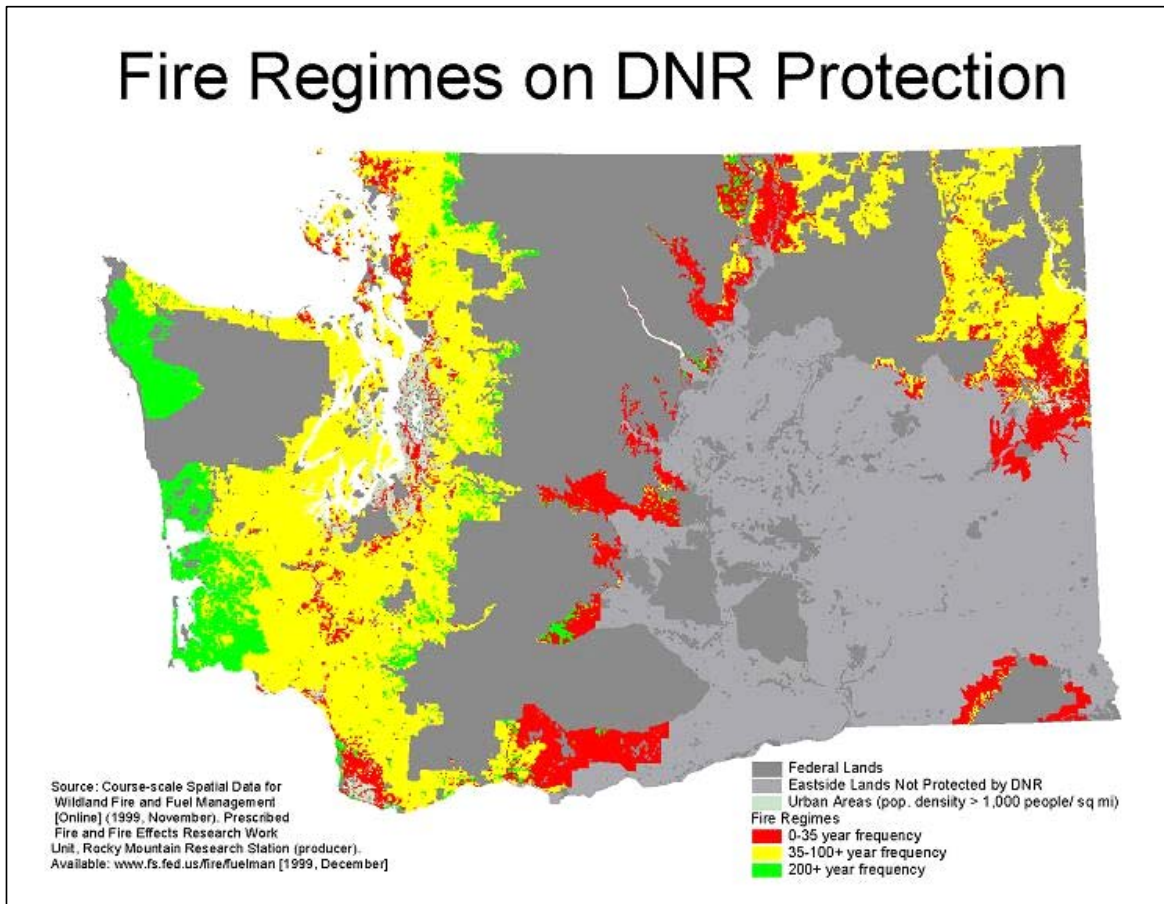 Fire Regimes on DNR Protection
Source: Course-scale Spatial Data for
Wildland Fire and Fuel Management
[Online] (1999, November). Prescribed
Fire and Fire Effects Research Work
Unit, Rocky Mountain Research Station (producer).
Available: www.fs.fed.us/fire/fuelman [1999, December]
Federal Lands
Eastside Lands Not Protected by DNR
Urban Areas (pop. density > 1,000 people/ sq mi)
Fire Regimes
0-35 year frequency
35-100+ year frequency
200+ year frequency